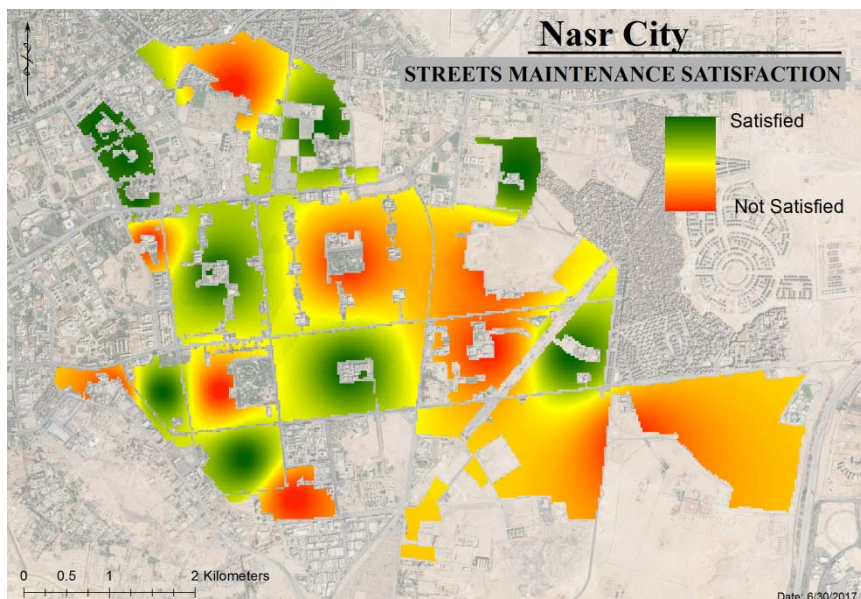 Nasr City
STREETS MAINTENANCE SATISFACTION
Satisfied
Not Satisfied
0 0.5 1 2 Kilometers
Date: 6/30/2017